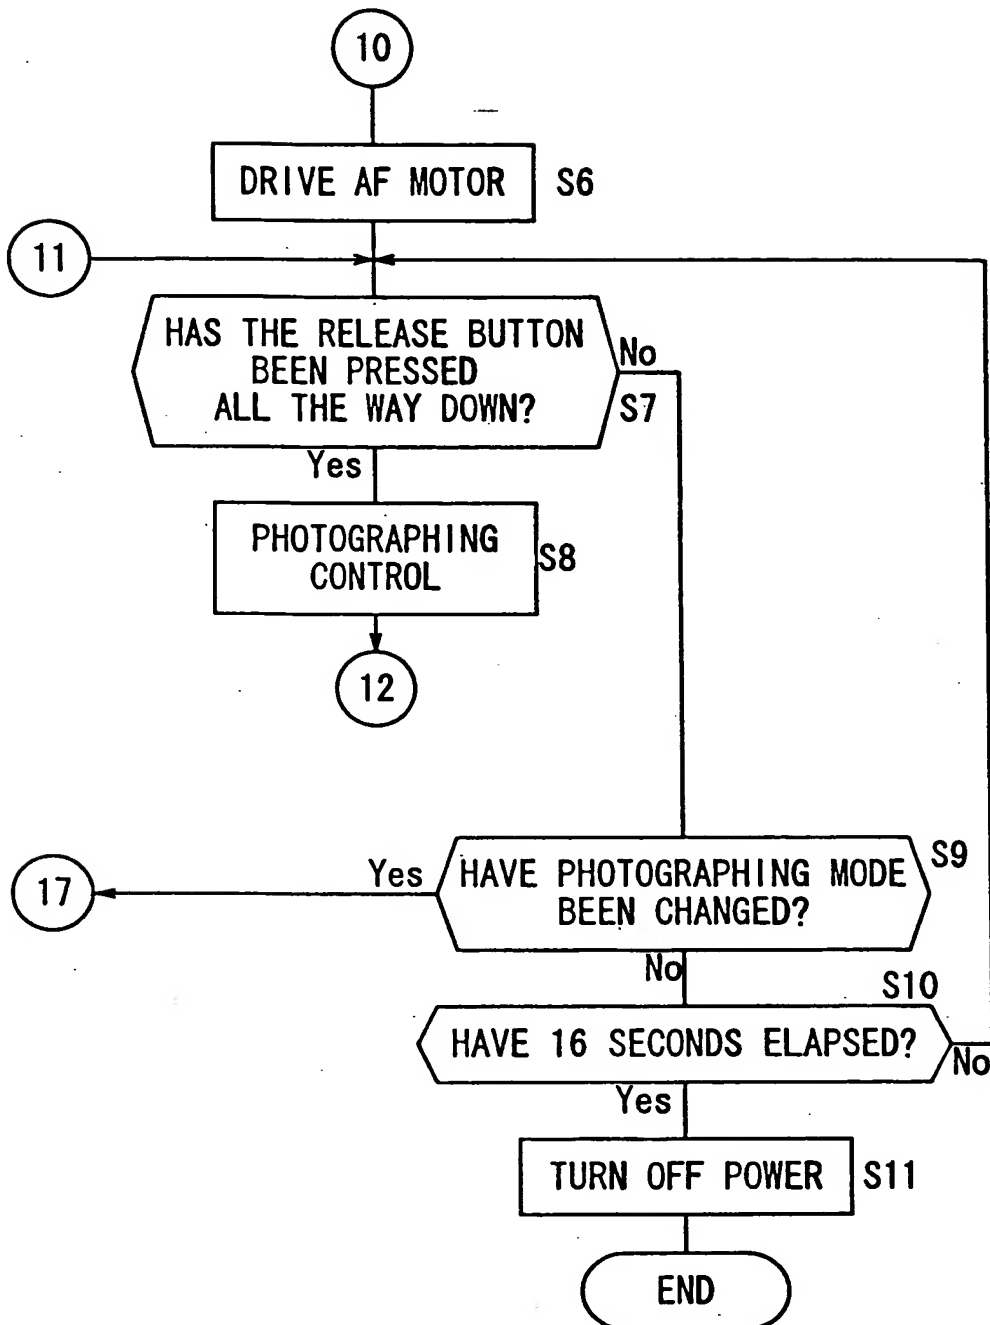 10
DRIVE AF MOTOR
S6
11
HAS THE RELEASE BUTTON
BEEN PRESSED
ALL THE WAY DOWN?
No
S7
Yes
PHOTOGRAPHING
CONTROL
S8
12
17
Yes
HAVE PHOTOGRAPHING MODE
BEEN CHANGED?
S9
No
S10
HAVE 16 SECONDS ELAPSED?
No
Yes
TURN OFF POWER
S11
END